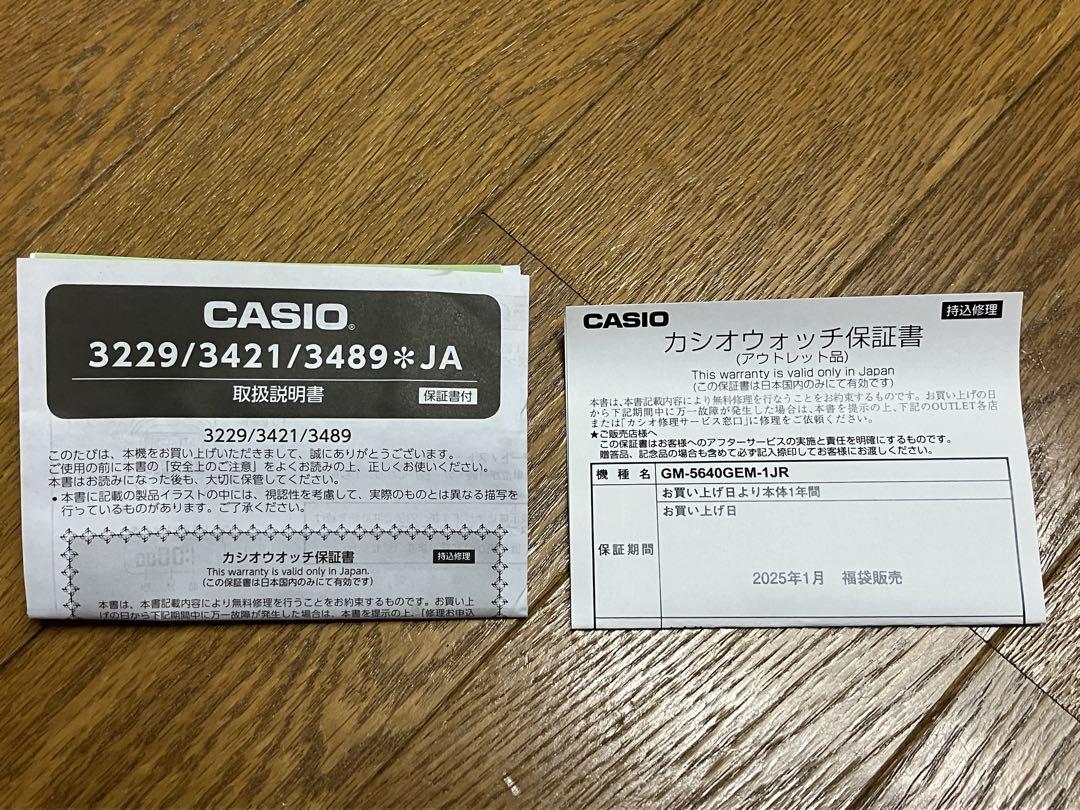 CASIO®
3229/3421/3489＊JA
取扱説明書
保証書付
3229/3421/3489
このたびは、本機をお買い上げいただきまして、誠にありがとうございます。
ご使用の前に本書の「安全上のご注意」をよくお読みの上、正しくお使いください。
本書はお読みになった後も、大切に保管してください。
● 本書に記載の製品イラストの中には、視認性を考慮して、実際のものとは異なる描写を
行っているものがあります。ご了承ください。
カシオウオッチ保証書
持込修理
This warranty is valid only in Japan.
(この保証書は日本国内のみにて有効です)
本書は、本書記載内容により無料修理を行うことをお約束するものです。お買い上
げの日から下記期間中に万一故障が発生した場合は、本書を提示の上、「修理お申込
CASIO
持込修理
カシオウォッチ保証書
(アウトレット品)
This warranty is valid only in Japan
(この保証書は日本国内のみにて有効です)
本書は、本書記載内容により無料修理を行なうことをお約束するものです。お買い上げの日
から下記期間中に万一故障が発生した場合は、本書を提示の上、下記のOUTLET各店
または「カシオ修理サービス窓口」に修理をご依頼ください。
★ご販売店様へ
この保証書はお客様へのアフターサービスの実施と責任を明確にするものです。
贈答品、記念品の場合も含めて必ず記入捺印してお客様にお渡しください。
機種名 GM-5640GEM-1JR
お買い上げ日より本体1年間
お買い上げ日
保証期間
2025年1月 福袋販売